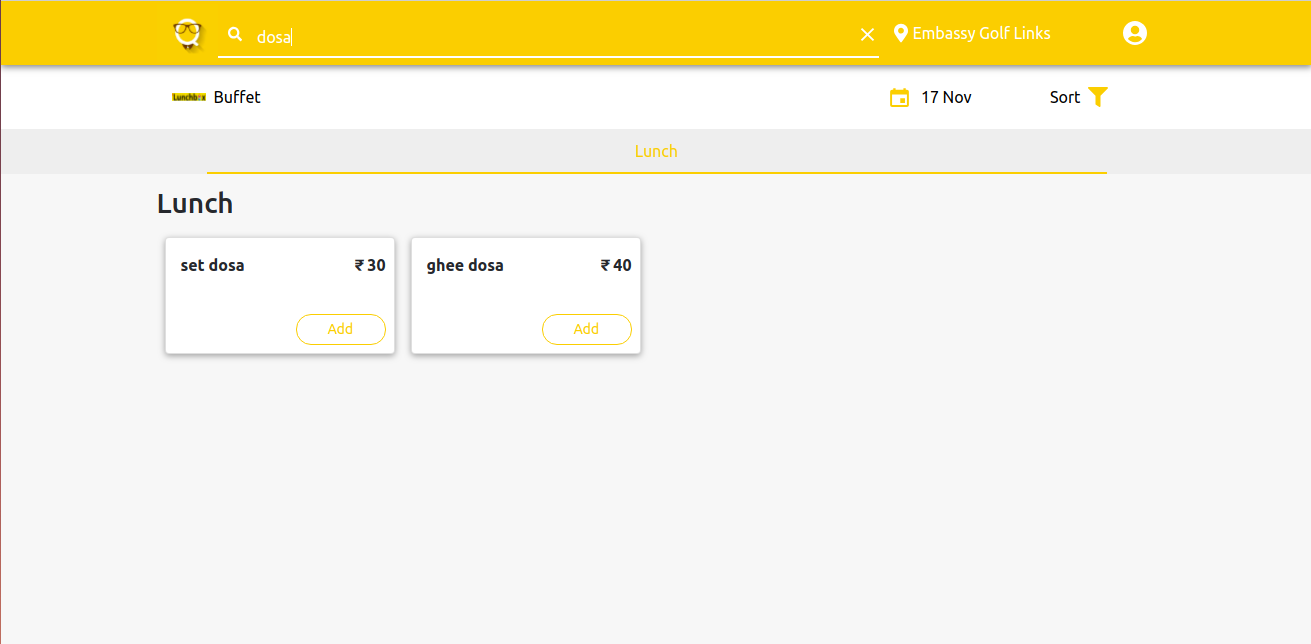 dosa
Embassy Golf Links
Lunchbox Buffet
17 Nov
Sort
Lunch
Lunch
set dosa ₹ 30
ghee dosa ₹ 40
Add
Add